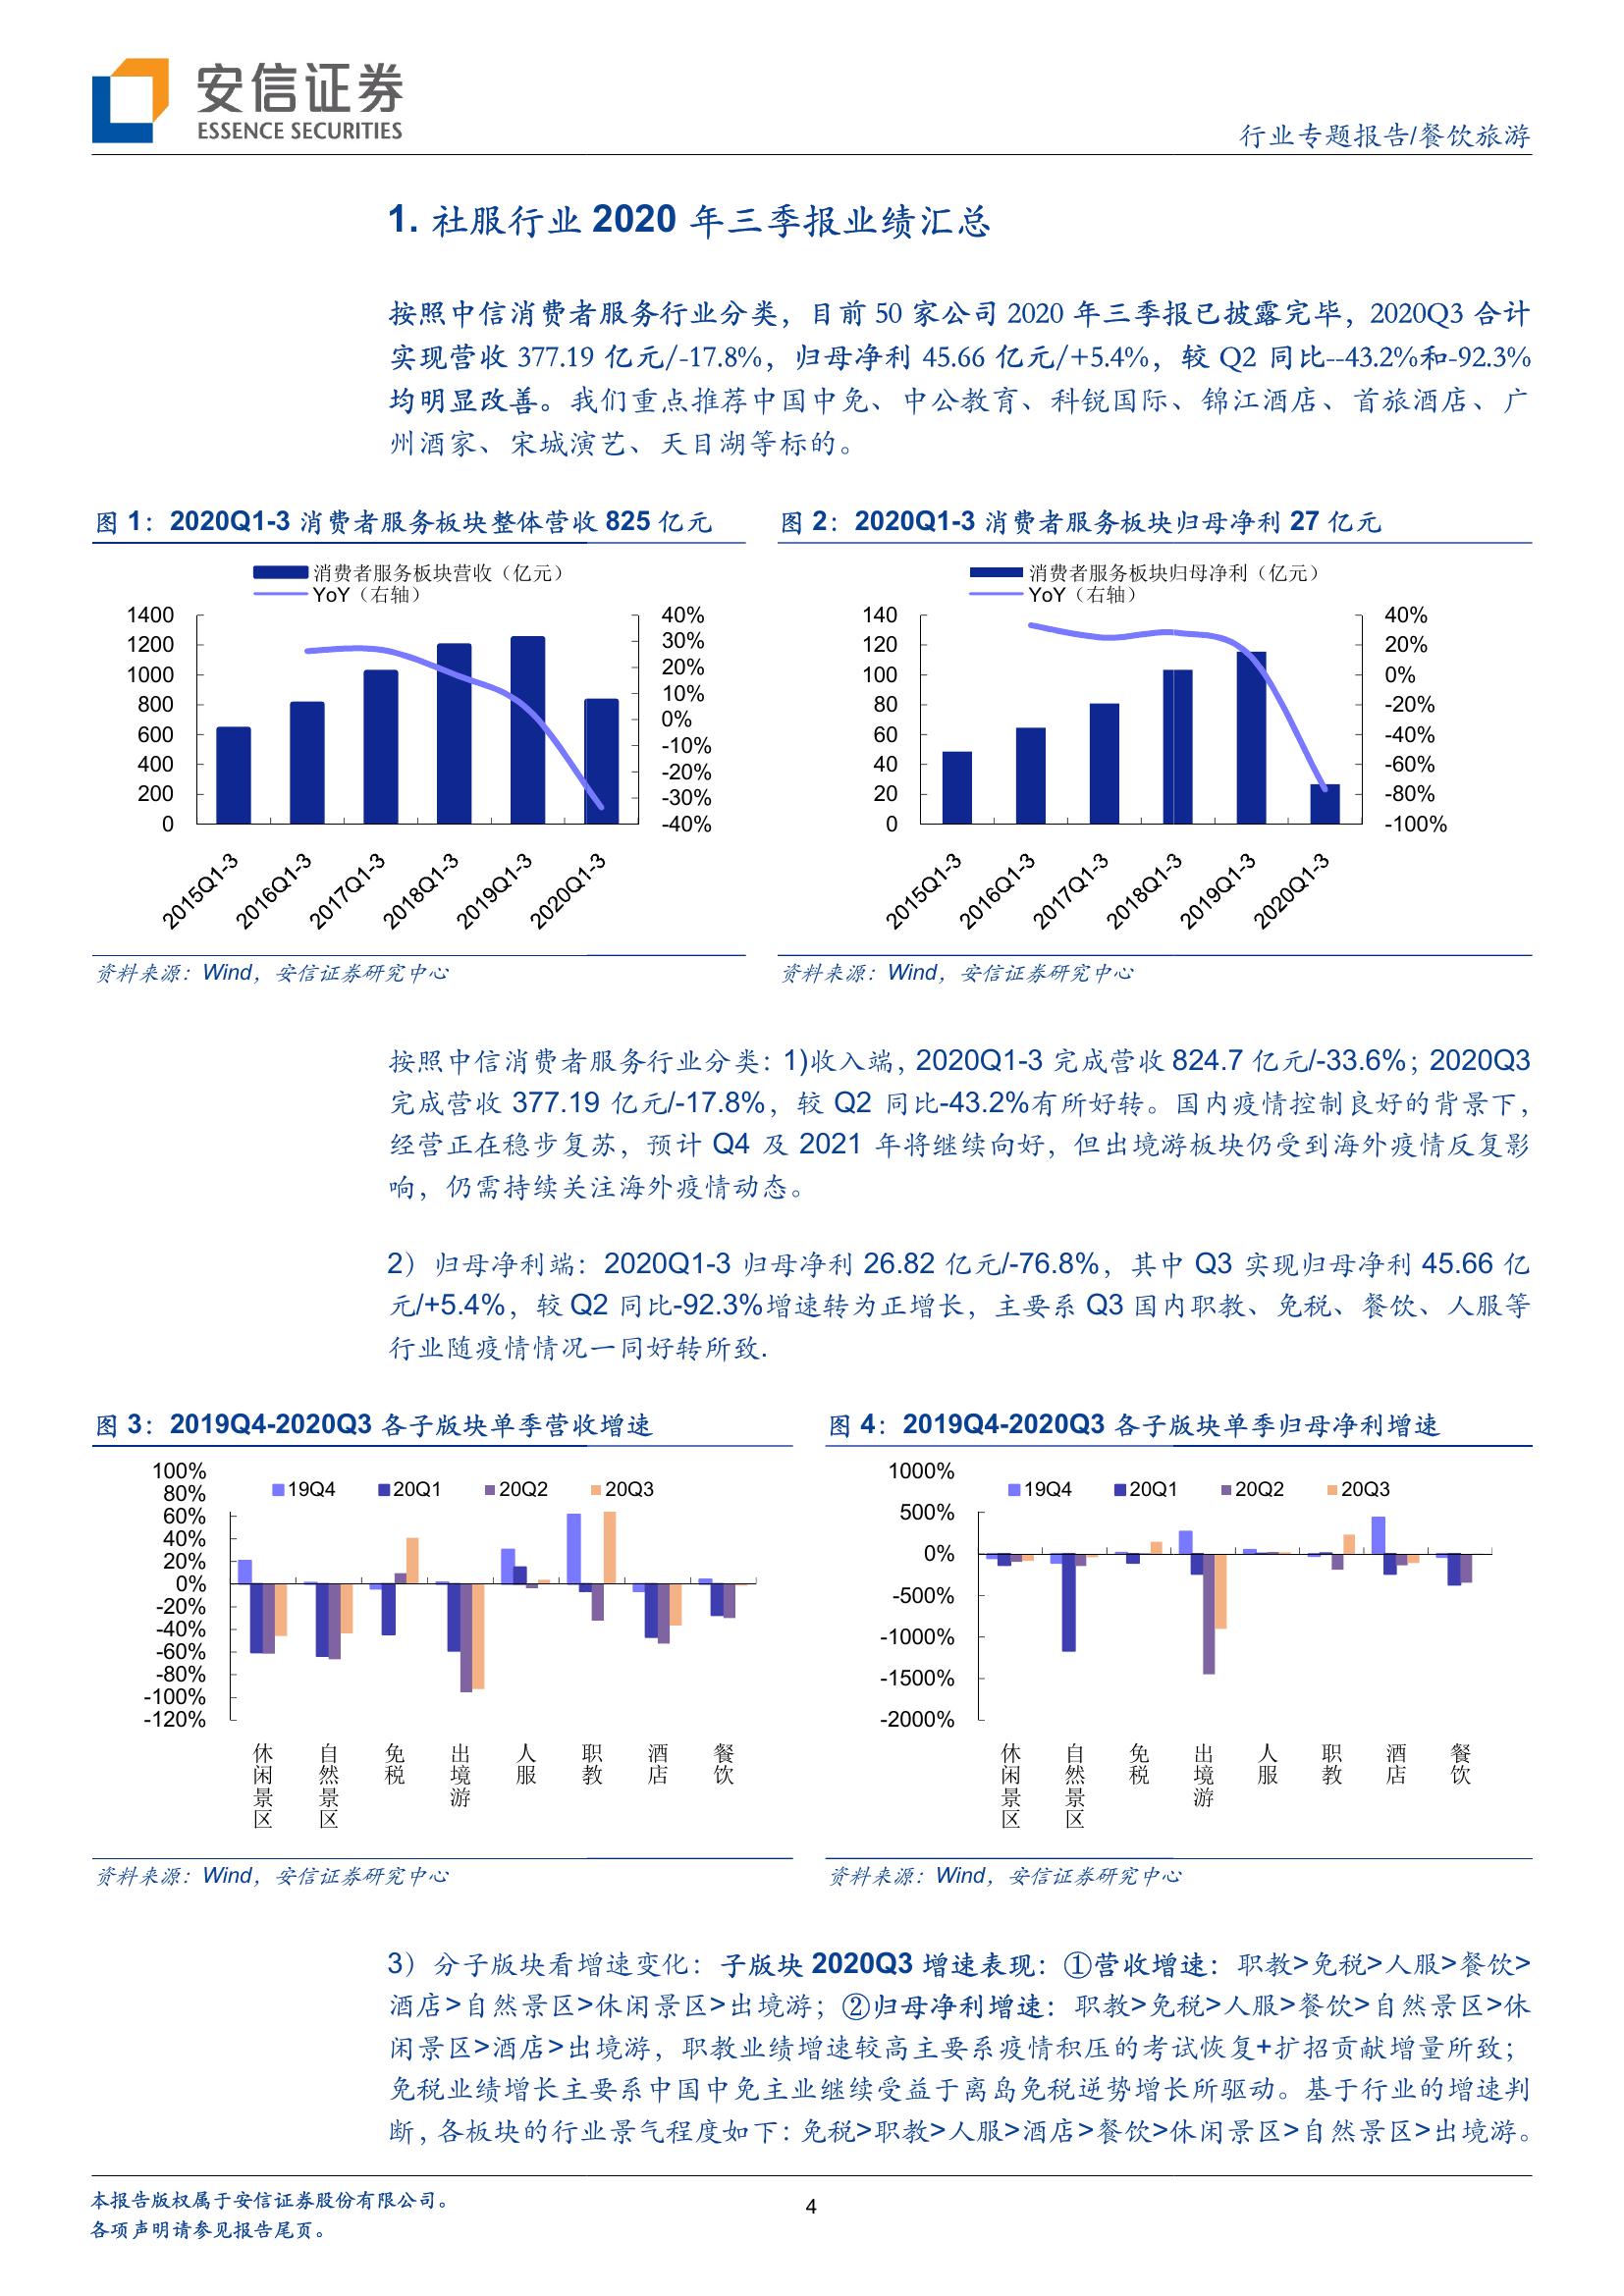 安信证券
ESSENCE SECURITIES
行业专题报告/餐饮旅游
1. 社服行业 2020 年三季报业绩汇总
按照中信消费者服务行业分类，目前 50 家公司 2020 年三季报已披露完毕，2020Q3 合计
实现营收 377.19 亿元/-17.8%，归母净利 45.66 亿元/+5.4%，较 Q2 同比--43.2%和-92.3%
均明显改善。我们重点推荐中国中免、中公教育、科锐国际、锦江酒店、首旅酒店、广
州酒家、宋城演艺、天目湖等标的。
图 1：2020Q1-3 消费者服务板块整体营收 825 亿元
消费者服务板块营收（亿元）
YoY（右轴）
1400
1200
1000
800
600
400
200
0
40%
30%
20%
10%
0%
-10%
-20%
-30%
-40%
2015Q1-3
2016Q1-3
2017Q1-3
2018Q1-3
2019Q1-3
2020Q1-3
资料来源：Wind，安信证券研究中心
图 2：2020Q1-3 消费者服务板块归母净利 27 亿元
消费者服务板块归母净利（亿元）
YoY（右轴）
140
120
100
80
60
40
20
0
40%
20%
0%
-20%
-40%
-60%
-80%
-100%
2015Q1-3
2016Q1-3
2017Q1-3
2018Q1-3
2019Q1-3
2020Q1-3
资料来源：Wind，安信证券研究中心
按照中信消费者服务行业分类：1)收入端，2020Q1-3 完成营收 824.7 亿元/-33.6%；2020Q3
完成营收 377.19 亿元/-17.8%，较 Q2 同比-43.2%有所好转。国内疫情控制良好的背景下，
经营正在稳步复苏，预计 Q4 及 2021 年将继续向好，但出境游板块仍受到海外疫情反复影
响，仍需持续关注海外疫情动态。
2）归母净利端：2020Q1-3 归母净利 26.82 亿元/-76.8%，其中 Q3 实现归母净利 45.66 亿
元/+5.4%，较 Q2 同比-92.3%增速转为正增长，主要系 Q3 国内职教、免税、餐饮、人服等
行业随疫情情况一同好转所致.
图 3：2019Q4-2020Q3 各子版块单季营收增速
19Q4 20Q1 20Q2 20Q3
100%
80%
60%
40%
20%
0%
-20%
-40%
-60%
-80%
-100%
-120%
休闲景区
自然景区
免税
出境游
人服
职教
酒店
餐饮
资料来源：Wind，安信证券研究中心
图 4：2019Q4-2020Q3 各子版块单季归母净利增速
19Q4 20Q1 20Q2 20Q3
1000%
500%
0%
-500%
-1000%
-1500%
-2000%
休闲景区
自然景区
免税
出境游
人服
职教
酒店
餐饮
资料来源：Wind，安信证券研究中心
3）分子版块看增速变化：子版块 2020Q3 增速表现：①营收增速：职教>免税>人服>餐饮>
酒店>自然景区>休闲景区>出境游；②归母净利增速：职教>免税>人服>餐饮>自然景区>休
闲景区>酒店>出境游，职教业绩增速较高主要系疫情积压的考试恢复+扩招贡献增量所致；
免税业绩增长主要系中国中免主业继续受益于离岛免税逆势增长所驱动。基于行业的增速判
断，各板块的行业景气程度如下：免税>职教>人服>酒店>餐饮>休闲景区>自然景区>出境游。
本报告版权属于安信证券股份有限公司。
各项声明请参见报告尾页。
4